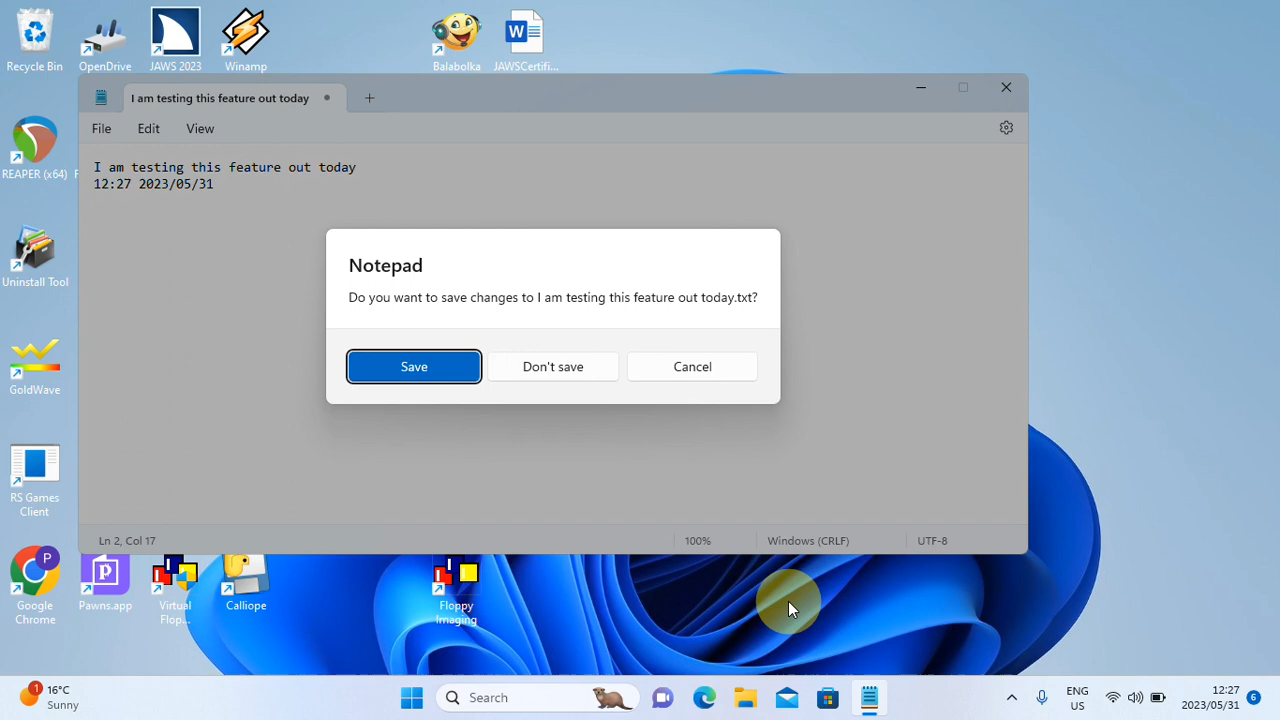 Recycle Bin
OpenDrive
JAWS 2023
Winamp
Balabolka
JAWSCertifi...
I am testing this feature out today
File
Edit
View
I am testing this feature out today
12:27 2023/05/31
REAPER (x64)
Uninstall Tool
GoldWave
RS Games
Client
Notepad
Do you want to save changes to I am testing this feature out today.txt?
Save
Don't save
Cancel
Ln 2, Col 17
100%
Windows (CRLF)
UTF-8
P
Google
Chrome
Pawns.app
Virtual
Flop...
Calliope
Floppy
Imaging
1
16°C
Sunny
Search
ENG
US
12:27
2023/05/31
6